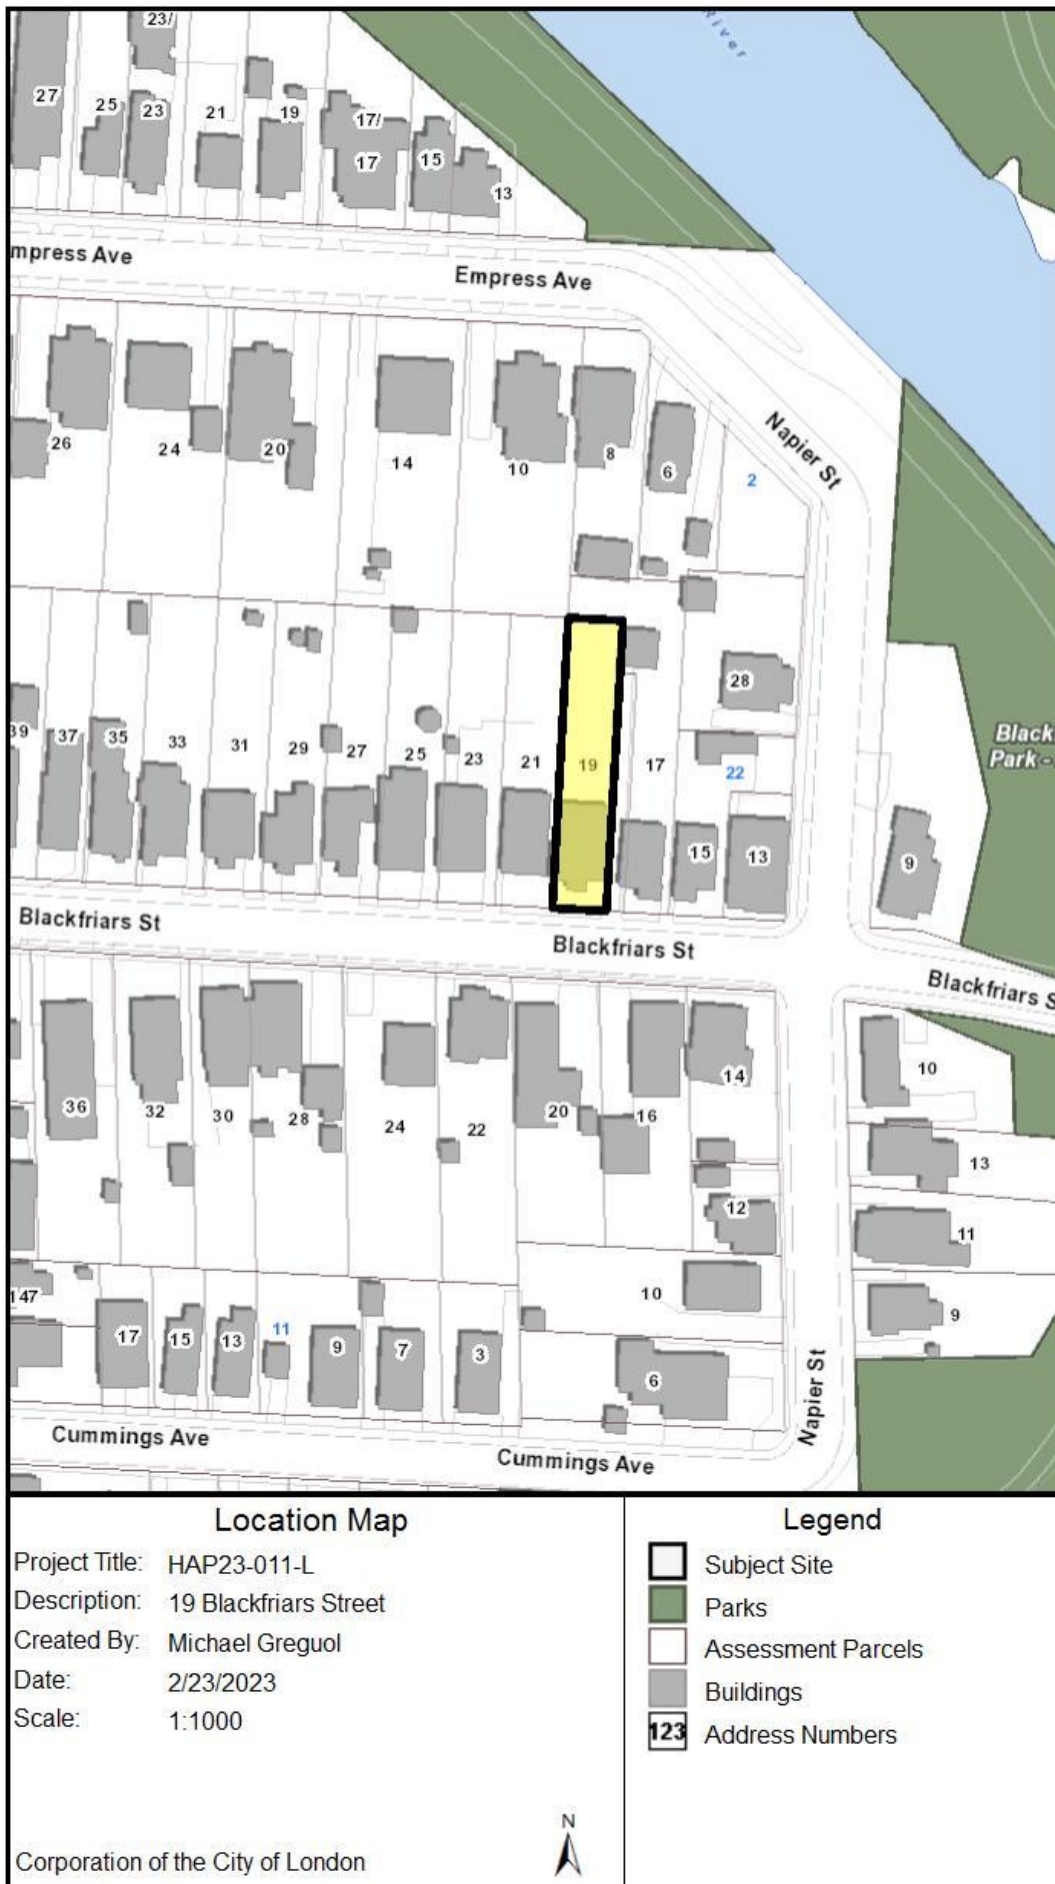 River
23/
27
25
23
21
19
17/
17
15
13
mpress Ave
Empress Ave
Napier St
26
24
20
14
10
8
6
2
28
22
39
37
35
33
31
29
27
25
23
21
19
17
15
13
9
Black
Park -
Blackfriars St
Blackfriars St
Blackfriars S
36
32
30
28
24
22
20
16
14
10
13
12
11
10
9
147
17
15
13
11
9
7
3
6
Napier St
Cummings Ave
Cummings Ave
Location Map
Project Title: HAP23-011-L
Description: 19 Blackfriars Street
Created By: Michael Greguol
Date: 2/23/2023
Scale: 1:1000
Corporation of the City of London
N
Legend
Subject Site
Parks
Assessment Parcels
Buildings
123 Address Numbers